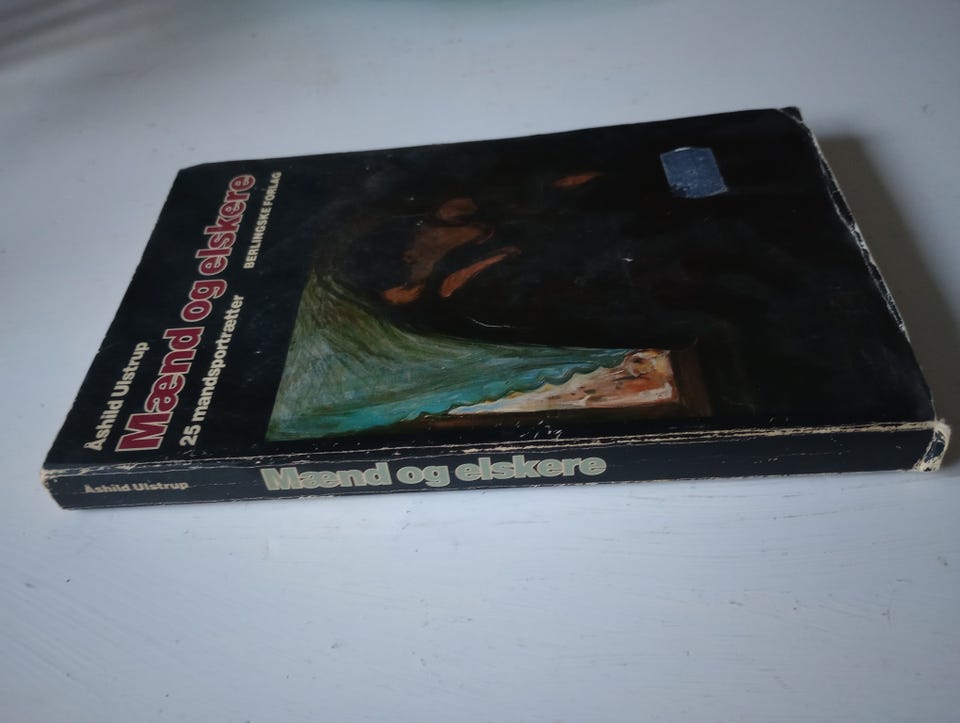 Åshild Ulstrup
Mænd og elskere
25 mandsportrætter
BERLINGSKE FORLAG
Åshild Ulstrup
Mænd og elskere